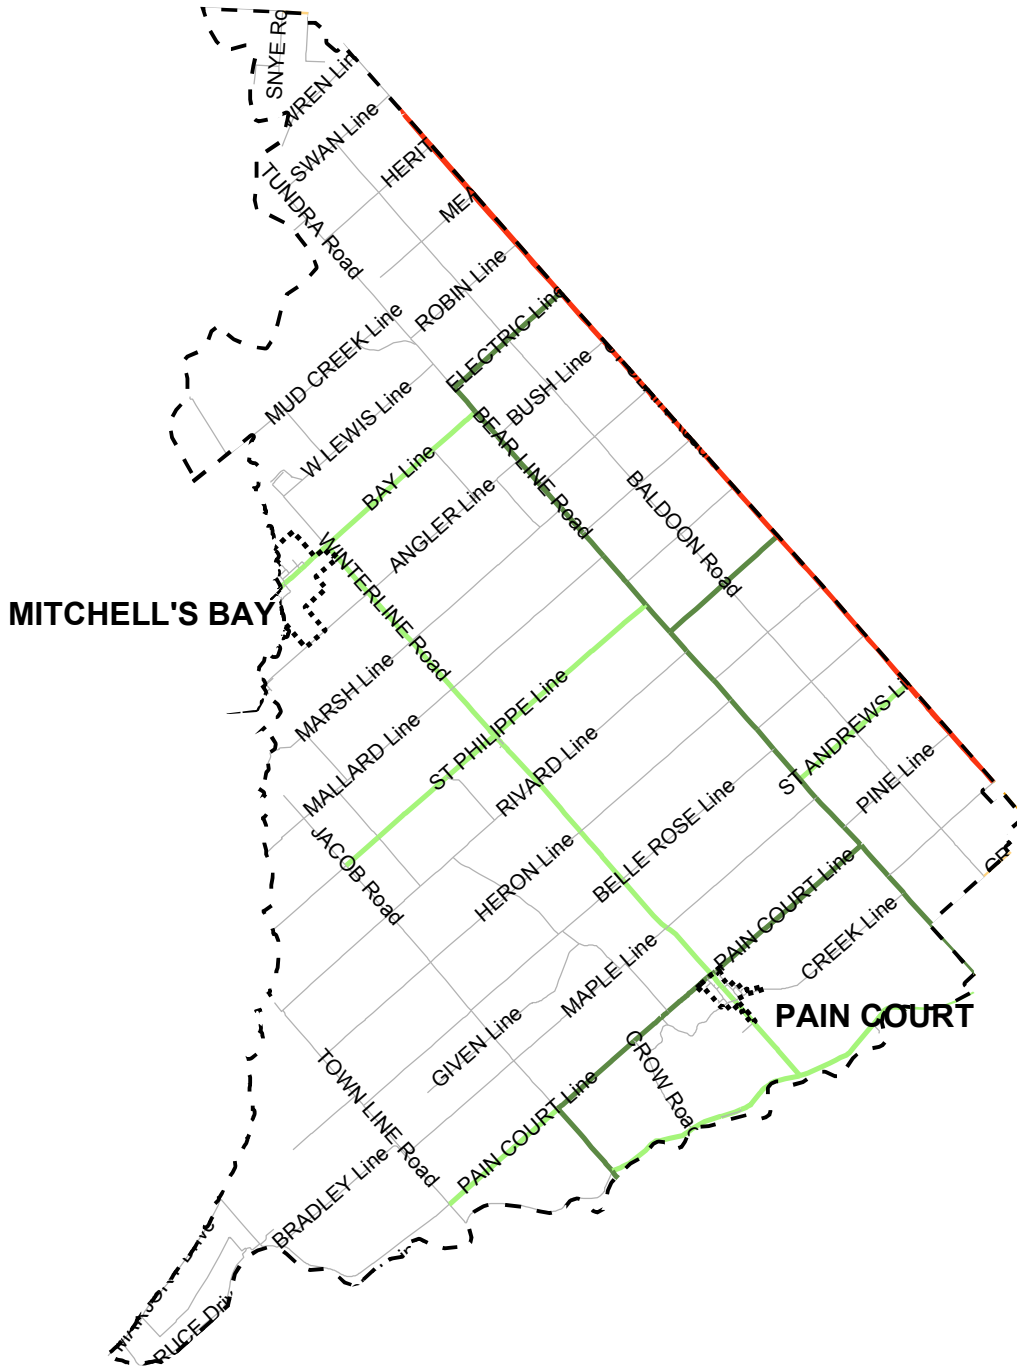 SNYE Ro
WREN Lin
SWAN Line
HERIT
MEA
TUNDRA Road
ROBIN Line
MUD CREEK Line
ELECTRIC Line
W LEWIS Line
BUSH Line
BEAR LINE Road
BAY Line
ANGLER Line
BALDOON Road
WINTERLINE Road
MITCHELL'S BAY
MARSH Line
ST PHILIPPE Line
MALLARD Line
ST ANDREWS Li
RIVARD Line
PINE Line
JACOB Road
BELLE ROSE Line
HERON Line
PAIN COURT Line
CREEK Line
MAPLE Line
PAIN COURT
GIVEN Line
CROW Roa
TOWN LINE Road
PAIN COURT Line
BRADLEY Line
RUCE Driv